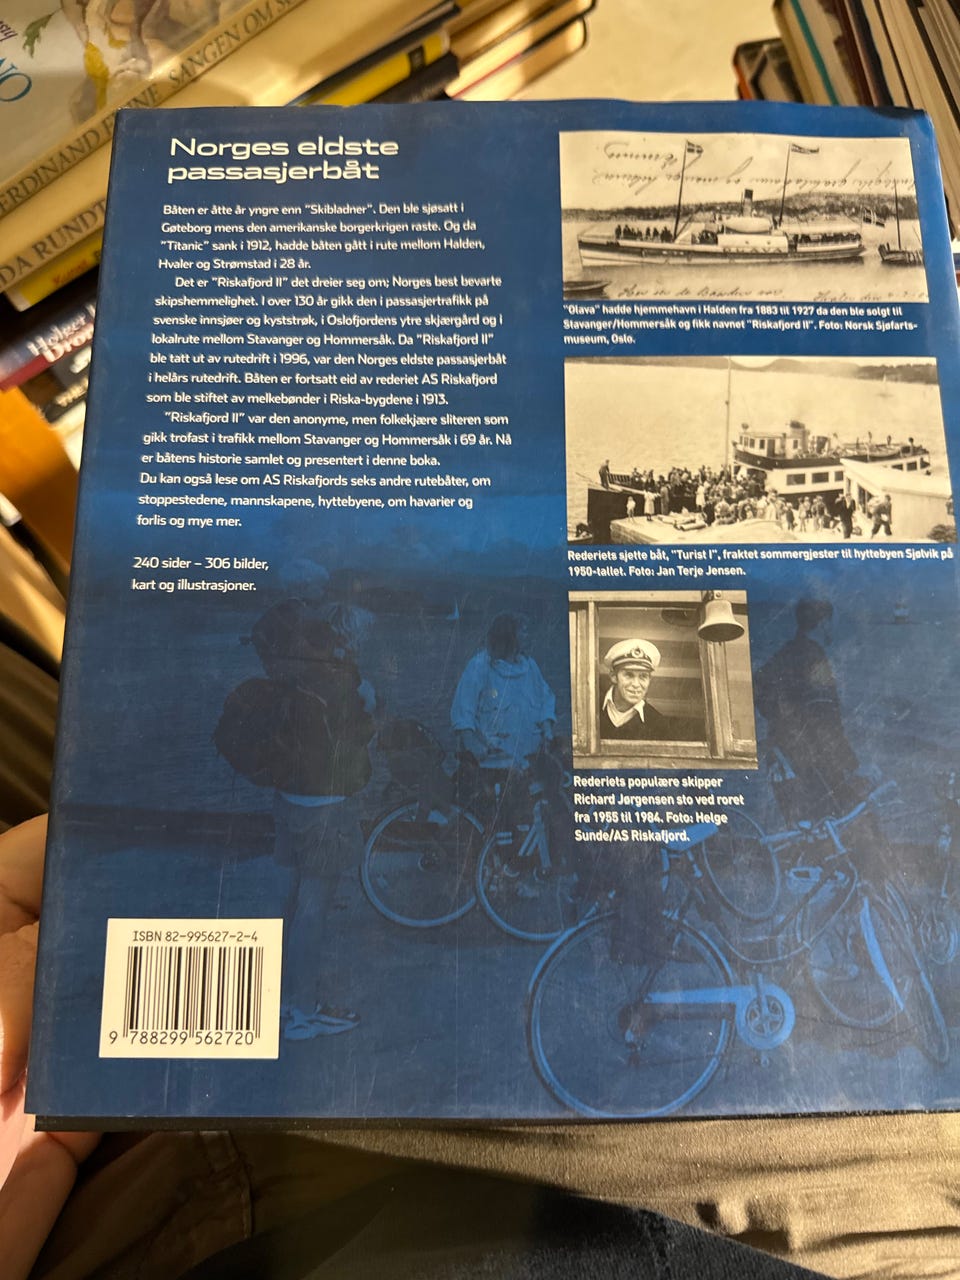 FERDINAND FINNE
SANGEN OM
DA RUNDT
Norges eldste
passasjerbåt
Båten er åtte år yngre enn "Skibladner". Den ble sjøsatt i
Gøteborg mens den amerikanske borgerkrigen raste. Og da
"Titanic" sank i 1912, hadde båten gått i rute mellom Halden,
Hvaler og Strømstad i 28 år.
Det er "Riskafjord II" det dreier seg om; Norges best bevarte
skipshemmelighet. I over 130 år gikk den i passasjertrafikk på
svenske innsjøer og kyststrøk, i Oslofjordens ytre skjærgård og i
lokalrute mellom Stavanger og Hommersåk. Da "Riskafjord II"
ble tatt ut av rutedrift i 1996, var den Norges eldste passasjerbåt
i helårs rutedrift. Båten er fortsatt eid av rederiet AS Riskafjord
som ble stiftet av melkebønder i Riska-bygdene i 1913.
"Riskafjord II" var den anonyme, men folkekjære sliteren som
gikk trofast i trafikk mellom Stavanger og Hommersåk i 69 år. Nå
er båtens historie samlet og presentert i denne boka.
Du kan også lese om AS Riskafjords seks andre rutebåter, om
stoppestedene, mannskapene, hyttebyene, om havarier og
forlis og mye mer.
240 sider – 306 bilder,
kart og illustrasjoner.
"Olava" hadde hjemmehavn i Halden fra 1883 til 1927 da den ble solgt til
Stavanger/Hommersåk og fikk navnet "Riskafjord II". Foto: Norsk Sjøfarts-
museum, Oslo.
Rederiets sjette båt, "Turist I", fraktet sommergjester til hyttebyen Sjølvik på
1950-tallet. Foto: Jan Terje Jensen.
Rederiets populære skipper
Richard Jørgensen sto ved roret
fra 1955 til 1984. Foto: Helge
Sunde/AS Riskafjord.
ISBN 82-995627-2-4
9 788299 562720